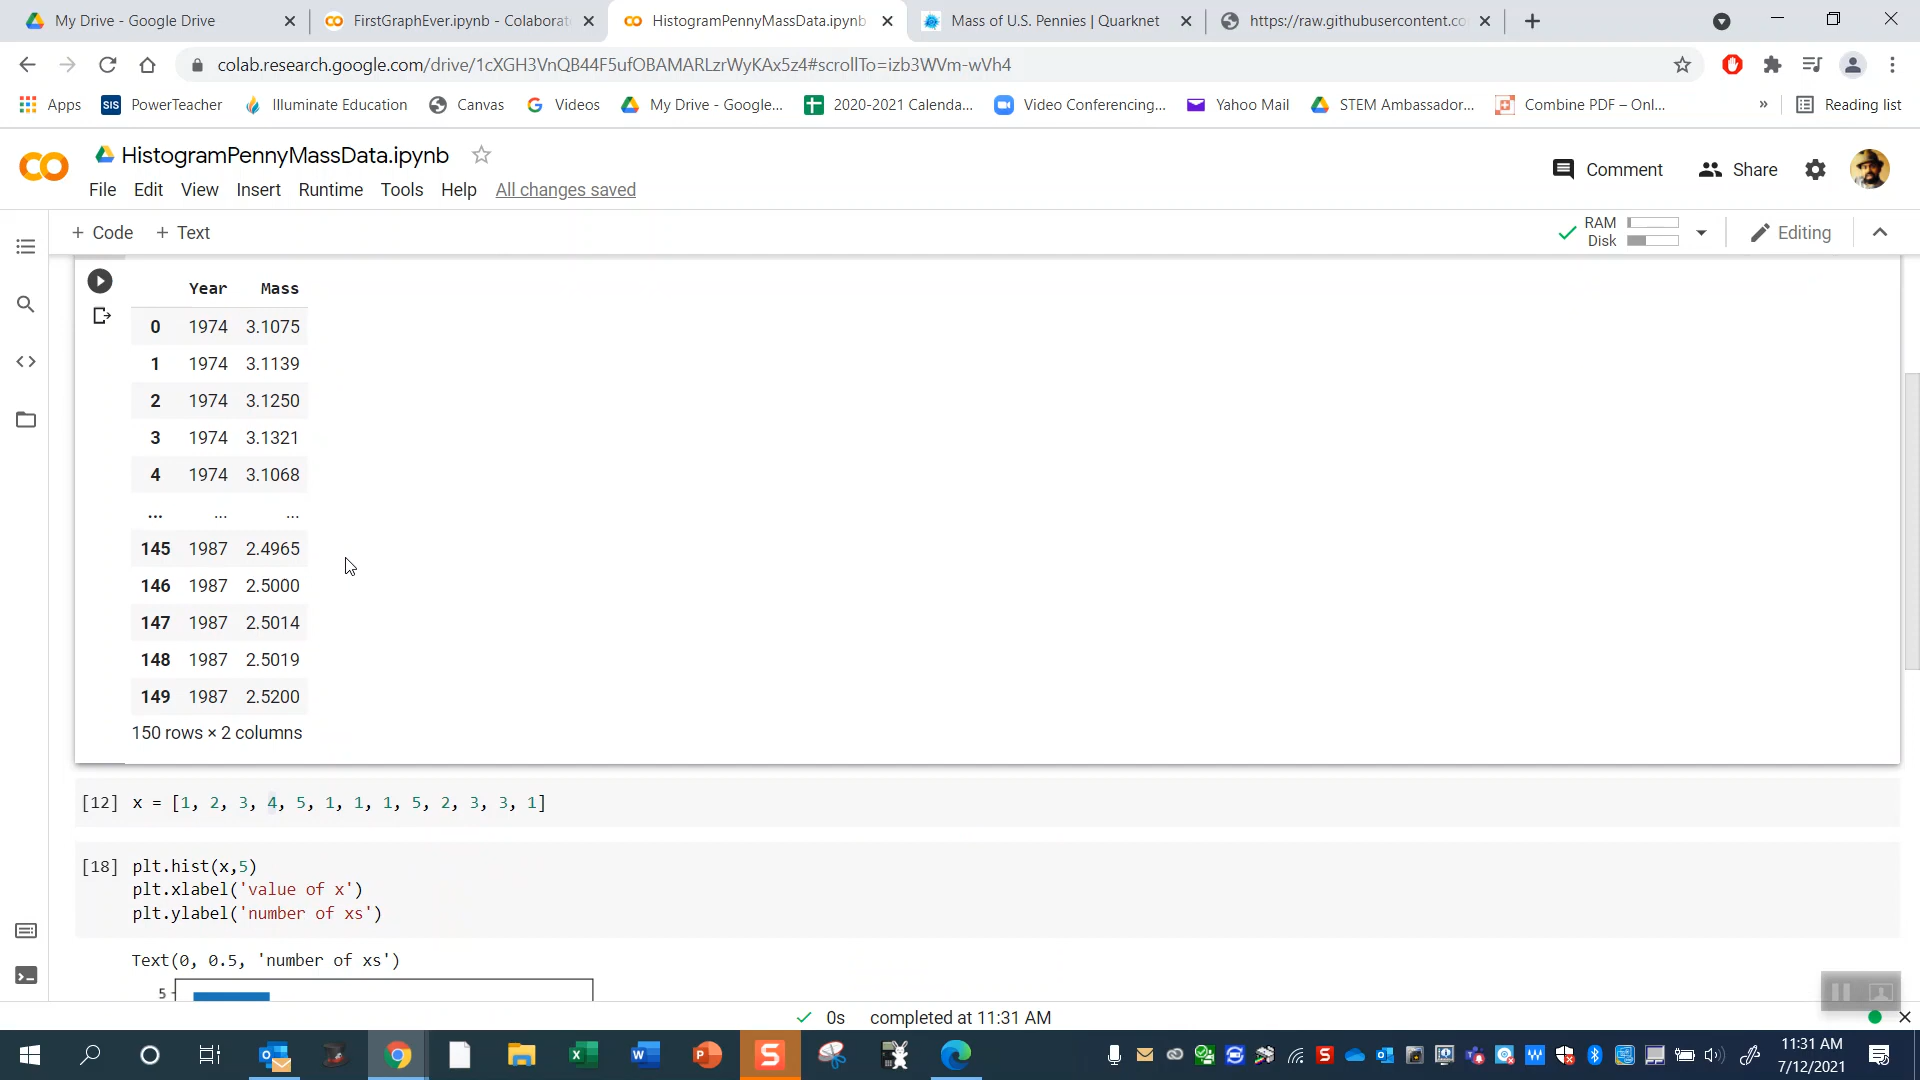 My Drive - Google Drive
FirstGraphEver.ipynb - Colaborat
HistogramPennyMassData.ipynb
Mass of U.S. Pennies | Quarknet
https://raw.githubusercontent.co
colab.research.google.com/drive/1cXGH3VnQB44F5ufOBAMARLzrWyKAx5z4#scrollTo=izb3WVm-wVh4
Apps
SIS PowerTeacher
Illuminate Education
Canvas
Videos
My Drive - Google...
2020-2021 Calenda...
Video Conferencing...
Yahoo Mail
STEM Ambassador...
Combine PDF – Onl...
»
Reading list
HistogramPennyMassData.ipynb
Comment
Share
File Edit View Insert Runtime Tools Help All changes saved
+ Code + Text
RAM
Disk
Editing
Year Mass
0 1974 3.1075
1 1974 3.1139
2 1974 3.1250
3 1974 3.1321
4 1974 3.1068
... ... ...
145 1987 2.4965
146 1987 2.5000
147 1987 2.5014
148 1987 2.5019
149 1987 2.5200
150 rows × 2 columns
[12] x = [1, 2, 3, 4, 5, 1, 1, 1, 5, 2, 3, 3, 1]
[18] plt.hist(x,5)
plt.xlabel('value of x')
plt.ylabel('number of xs')
Text(0, 0.5, 'number of xs')
5
0s completed at 11:31 AM
11:31 AM
7/12/2021